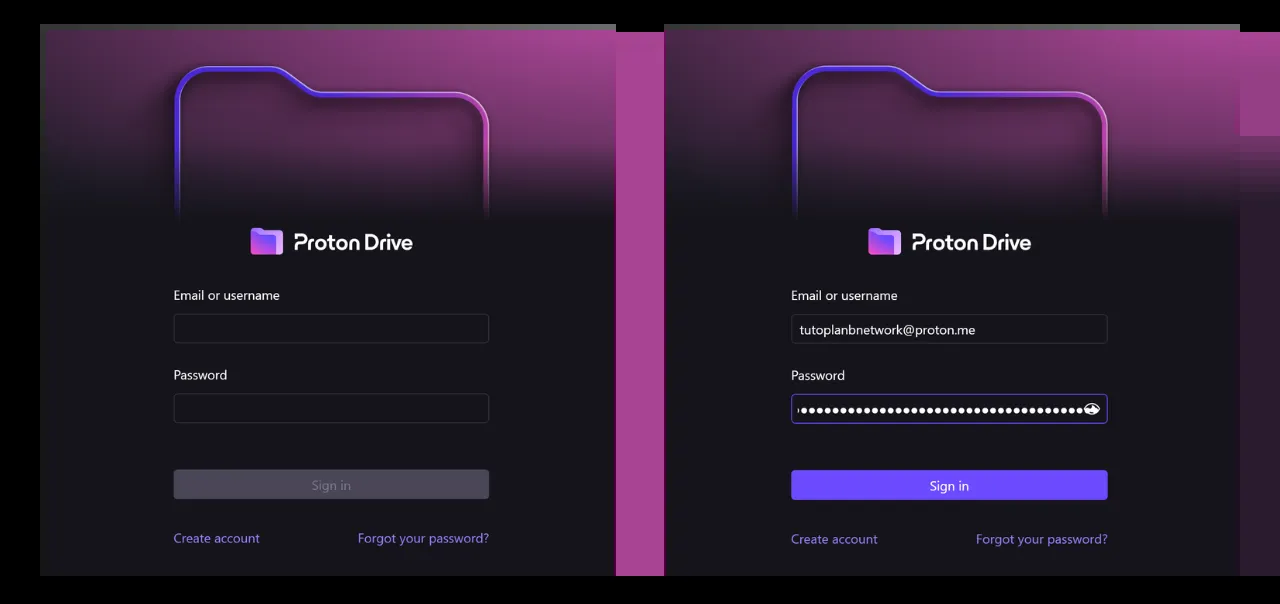 Proton Drive
Email or username
Password
Sign in
Create account
Forgot your password?
Proton Drive
Email or username
tutoplanbnetwork@proton.me
Password
Sign in
Create account
Forgot your password?